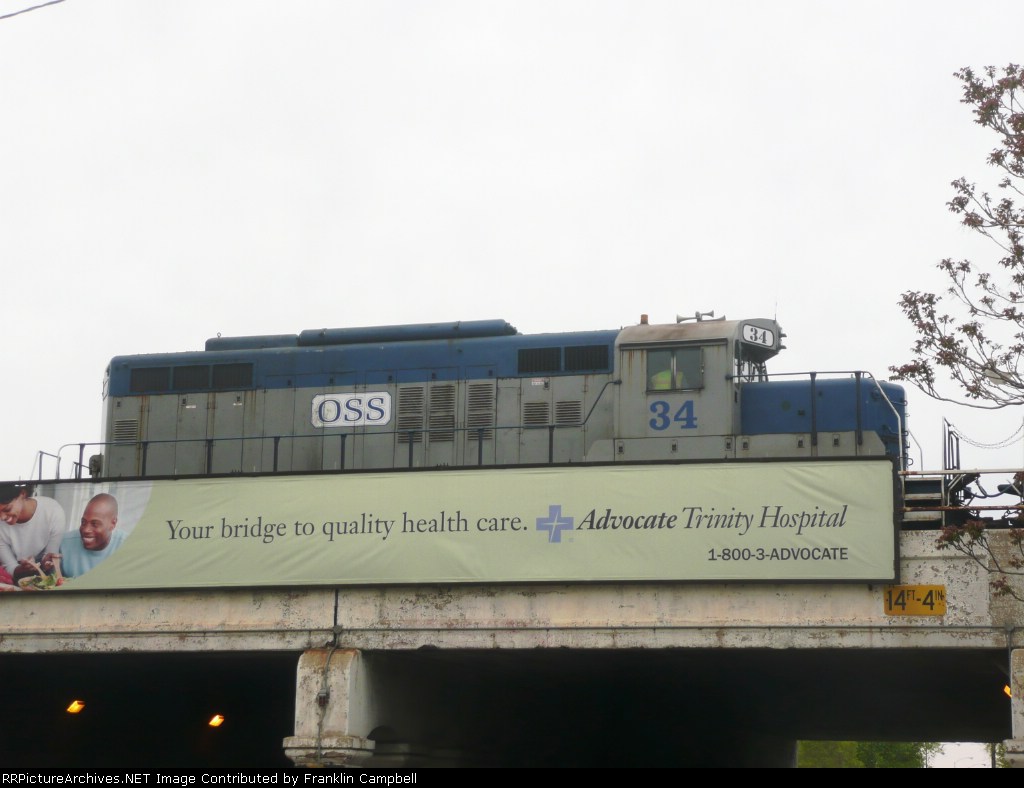 34
OSS
34
Your bridge to quality health care. Advocate Trinity Hospital
1-800-3-ADVOCATE
14FT-4IN
RRPictureArchives.NET Image Contributed by Franklin Campbell